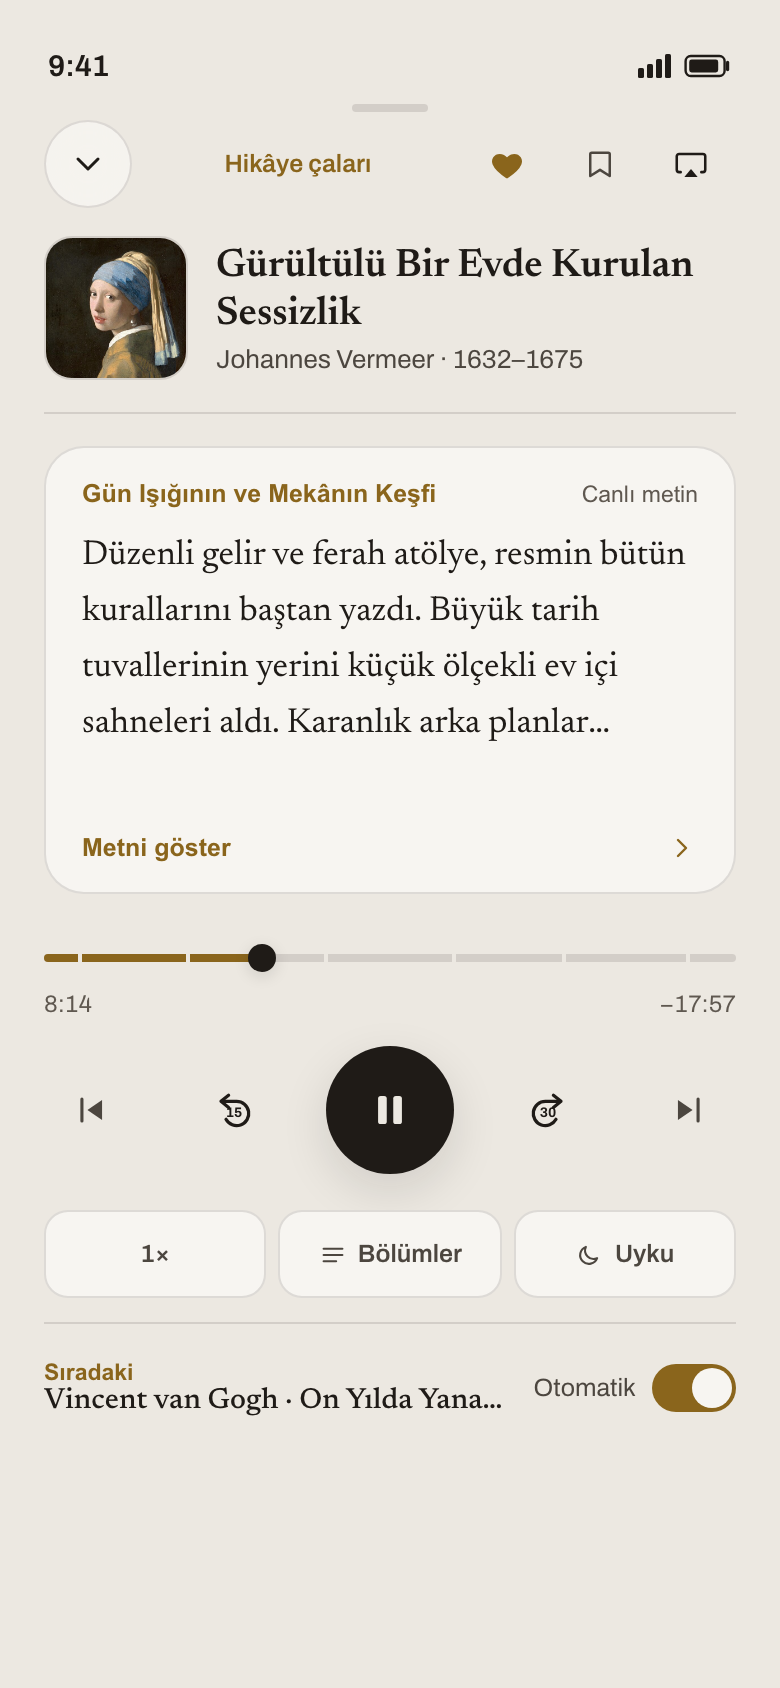 9:41
Hikâye çaları
Gürültülü Bir Evde Kurulan
Sessizlik
Johannes Vermeer · 1632–1675
Gün Işığının ve Mekânın Keşfi
Canlı metin
Düzenli gelir ve ferah atölye, resmin bütün
kurallarını baştan yazdı. Büyük tarih
tuvallerinin yerini küçük ölçekli ev içi
sahneleri aldı. Karanlık arka planlar...
Metni göster
8:14
−17:57
15
30
1×
Bölümler
Uyku
Sıradaki
Vincent van Gogh · On Yılda Yana...
Otomatik